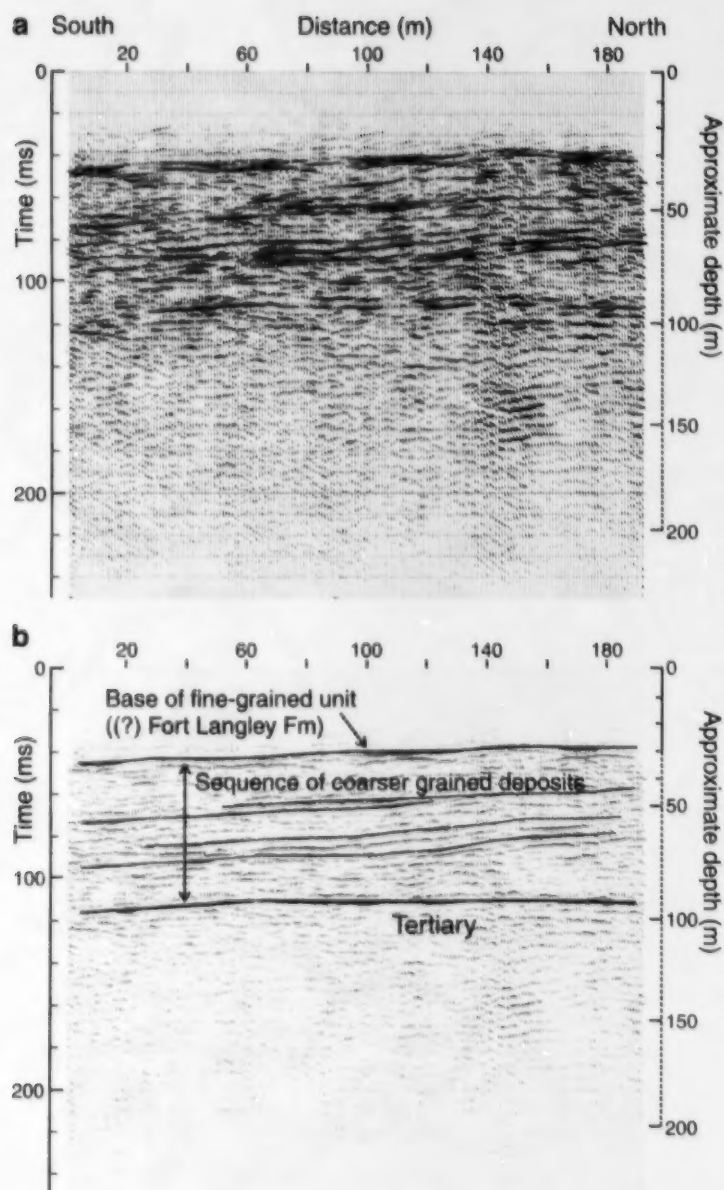 a South Distance (m) North
20 60 100 140 180
0 0
Time (ms)
Approximate depth (m)
50
100
100
150
200
200
b
20 60 100 140 180
0 0
Base of fine-grained unit
((?) Fort Langley Fm)
Time (ms)
Approximate depth (m)
Sequence of coarser grained deposits
50
100
100
Tertiary
150
200
200